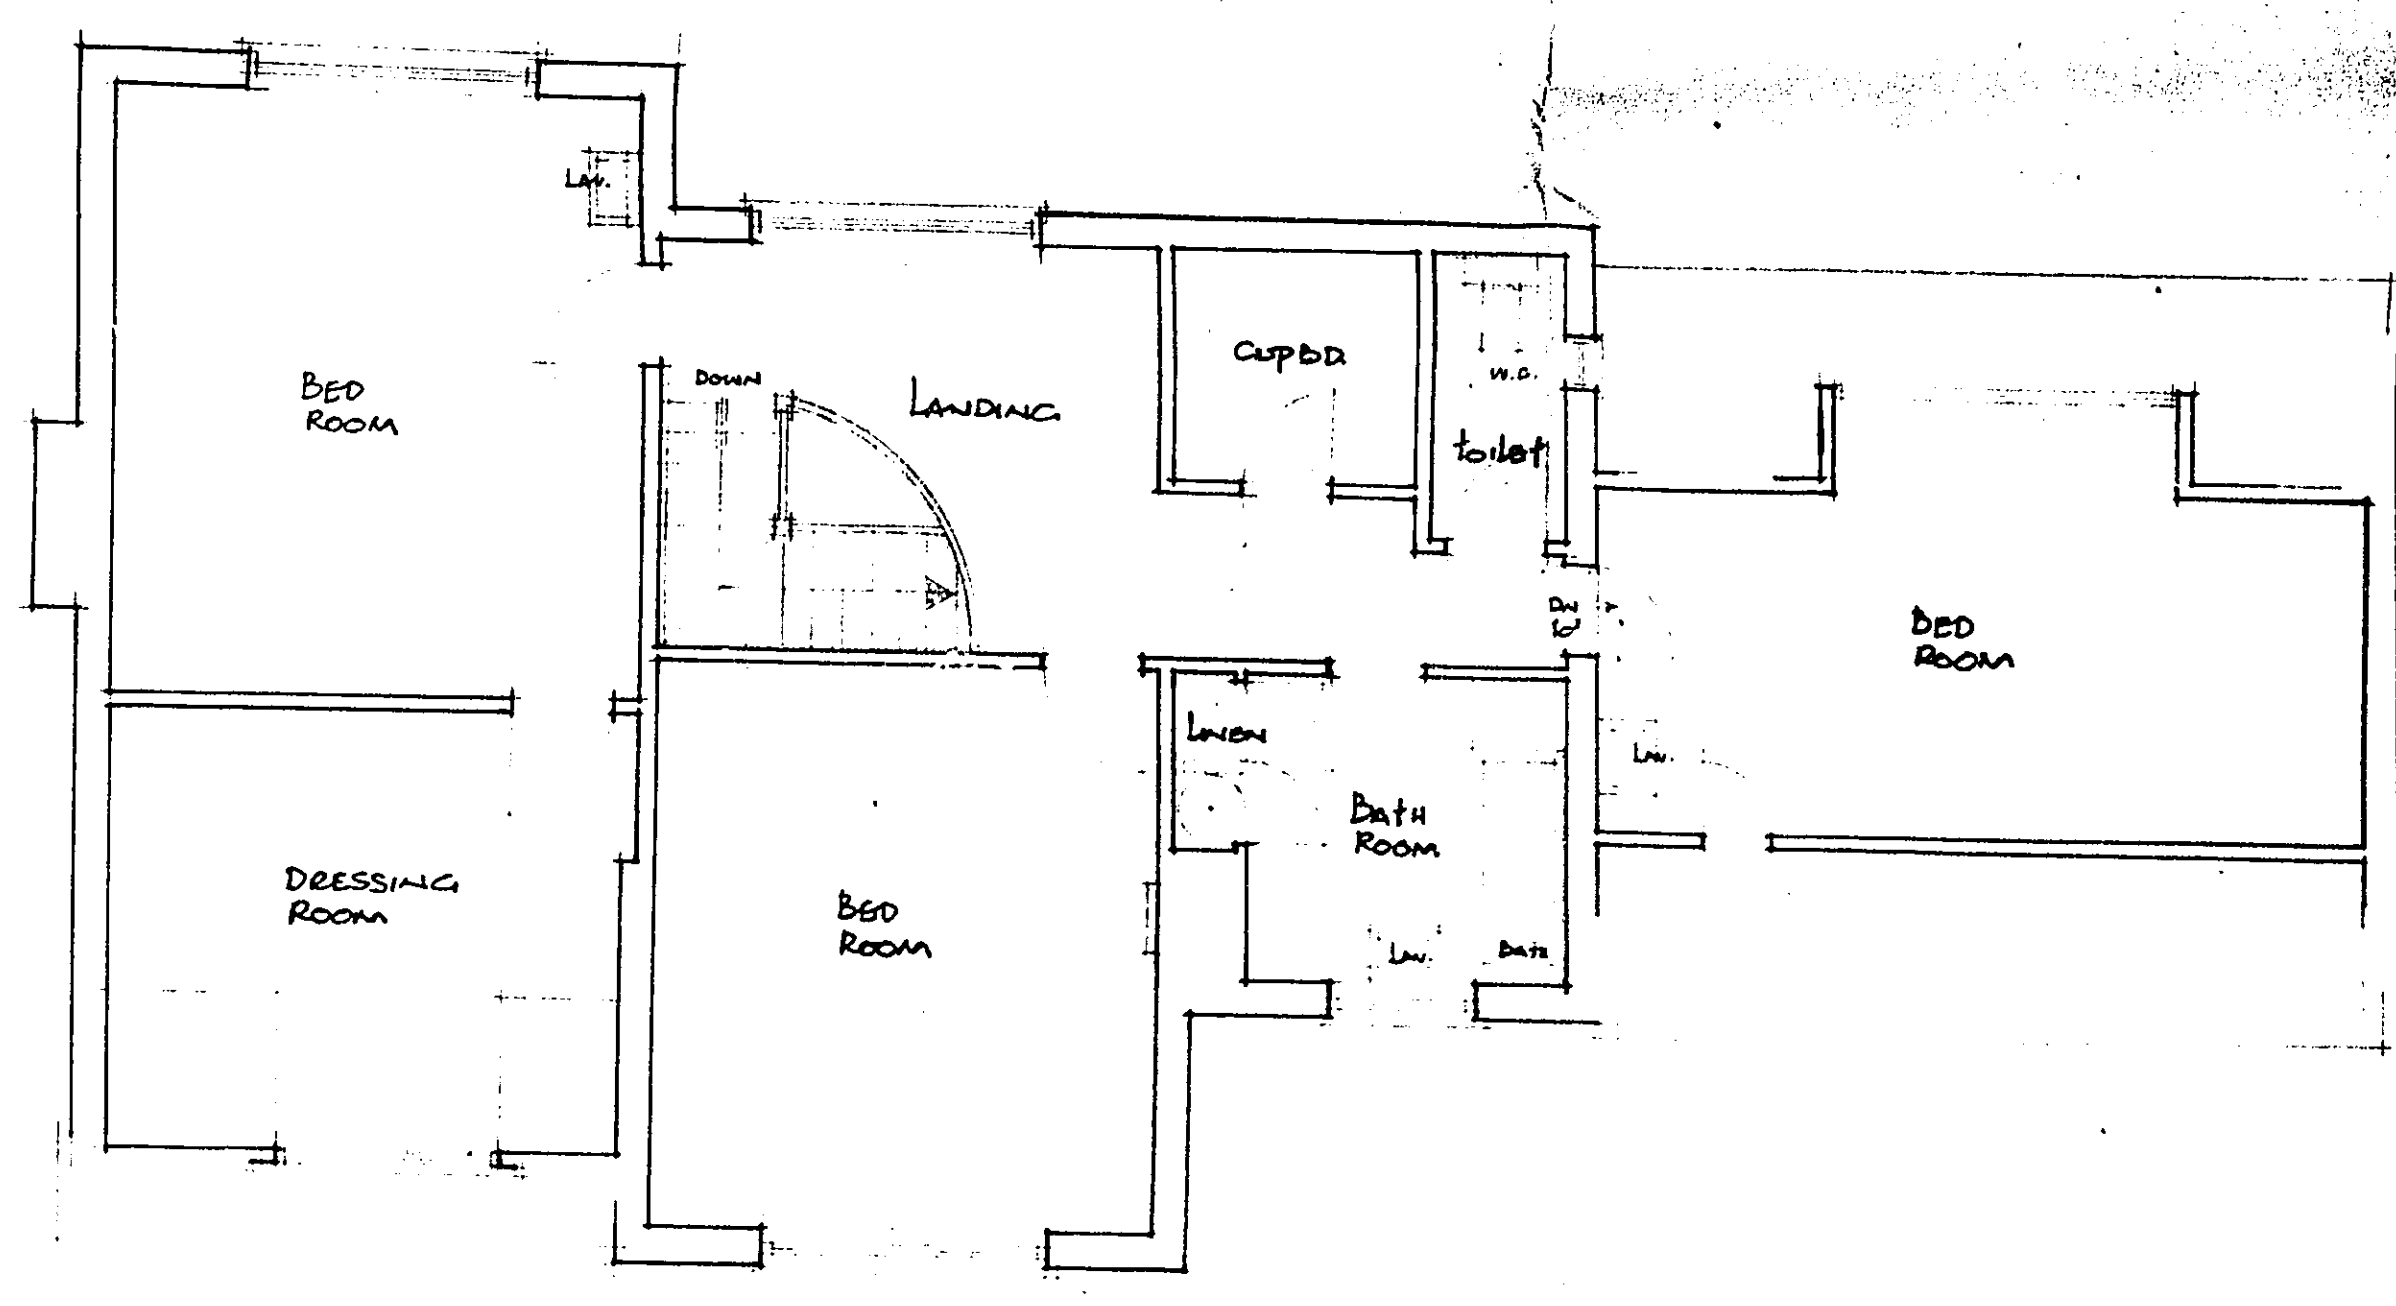 Lav.
BED
ROOM
DOWN
LANDING
CUPBD.
W.C.
toilet
BED
ROOM
LINEN
Lav.
BATH
ROOM
DRESSING
ROOM
BED
ROOM
Lav.
BATH